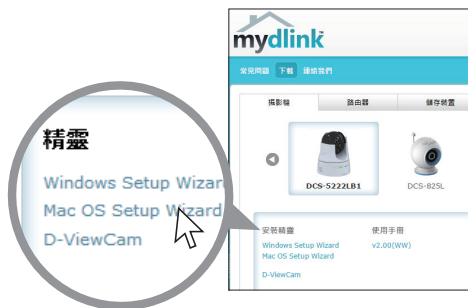 mydlink
常見問題 下載 連絡我們
攝影機 路由器 儲存裝置
DCS-5222LB1 DCS-825L
安裝精靈 使用手冊
Windows Setup Wizard v2.00(WW)
Mac OS Setup Wizard
D-ViewCam
精靈
Windows Setup Wizar
Mac OS Setup Wizard
D-ViewCam